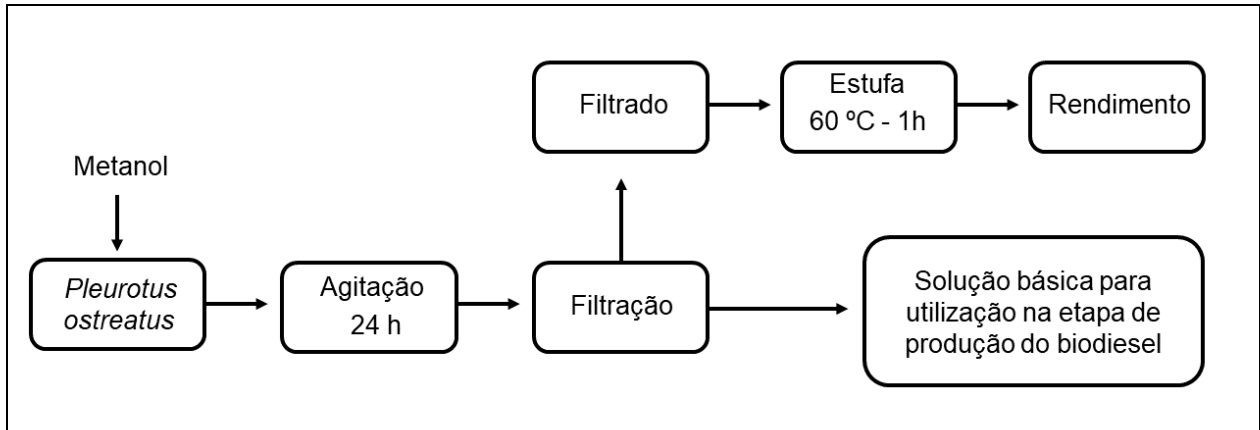 Filtrado
Estufa
60 ºC - 1h
Rendimento
Metanol
Pleurotus
ostreatus
Agitação
24 h
Filtração
Solução básica para
utilização na etapa de
produção do biodiesel